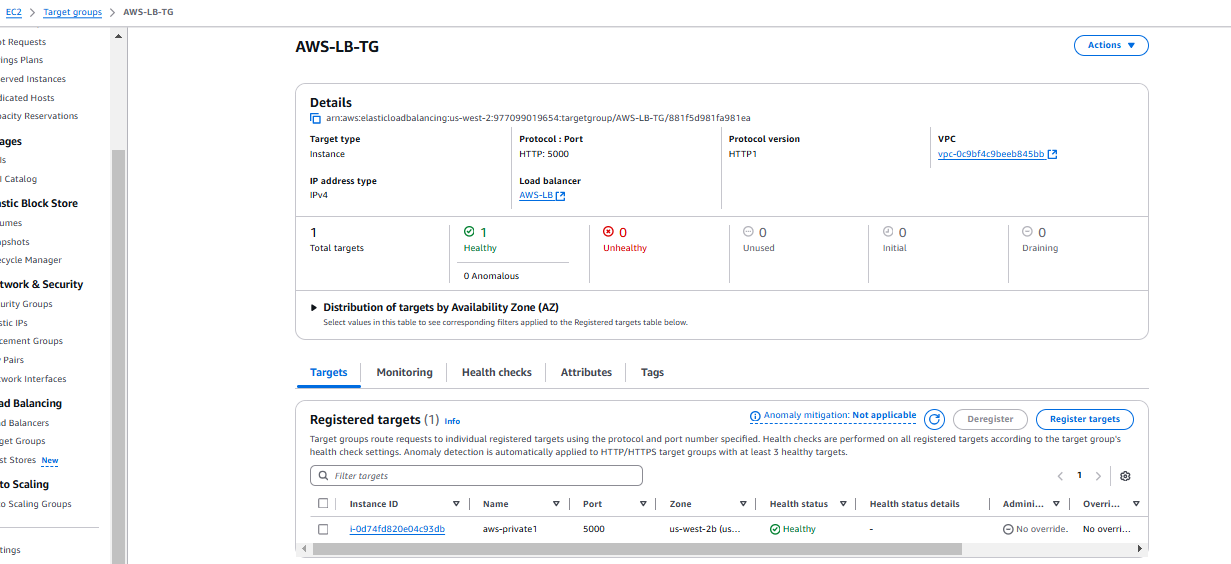 EC2 > Target groups > AWS-LB-TG
ot Requests
ings Plans
erved Instances
dicated Hosts
pacity Reservations
ages
Is
I Catalog
astic Block Store
umes
apshots
ecycle Manager
twork & Security
urity Groups
stic IPs
cement Groups
Pairs
twork Interfaces
ad Balancing
ad Balancers
get Groups
st Stores New
to Scaling
to Scaling Groups
tings
AWS-LB-TG
Actions
Details
arn:aws:elasticloadbalancing:us-west-2:977099019654:targetgroup/AWS-LB-TG/881f5d981fa981ea
Target type
Instance
Protocol : Port
HTTP: 5000
Protocol version
HTTP1
VPC
vpc-0c9bf4c9beeb845bb
IP address type
IPv4
Load balancer
AWS-LB
1
Total targets
1
Healthy
0 Anomalous
0
Unhealthy
0
Unused
0
Initial
0
Draining
Distribution of targets by Availability Zone (AZ)
Select values in this table to see corresponding filters applied to the Registered targets table below.
Targets Monitoring Health checks Attributes Tags
Registered targets (1) Info
Anomaly mitigation: Not applicable
Deregister
Register targets
Target groups route requests to individual registered targets using the protocol and port number specified. Health checks are performed on all registered targets according to the target group's
health check settings. Anomaly detection is automatically applied to HTTP/HTTPS target groups with at least 3 healthy targets.
Filter targets
1
Instance ID Name Port Zone Health status Health status details Admini... Overri...
i-0d74fd820e04c93db aws-private1 5000 us-west-2b (us... Healthy - No override. No overri...